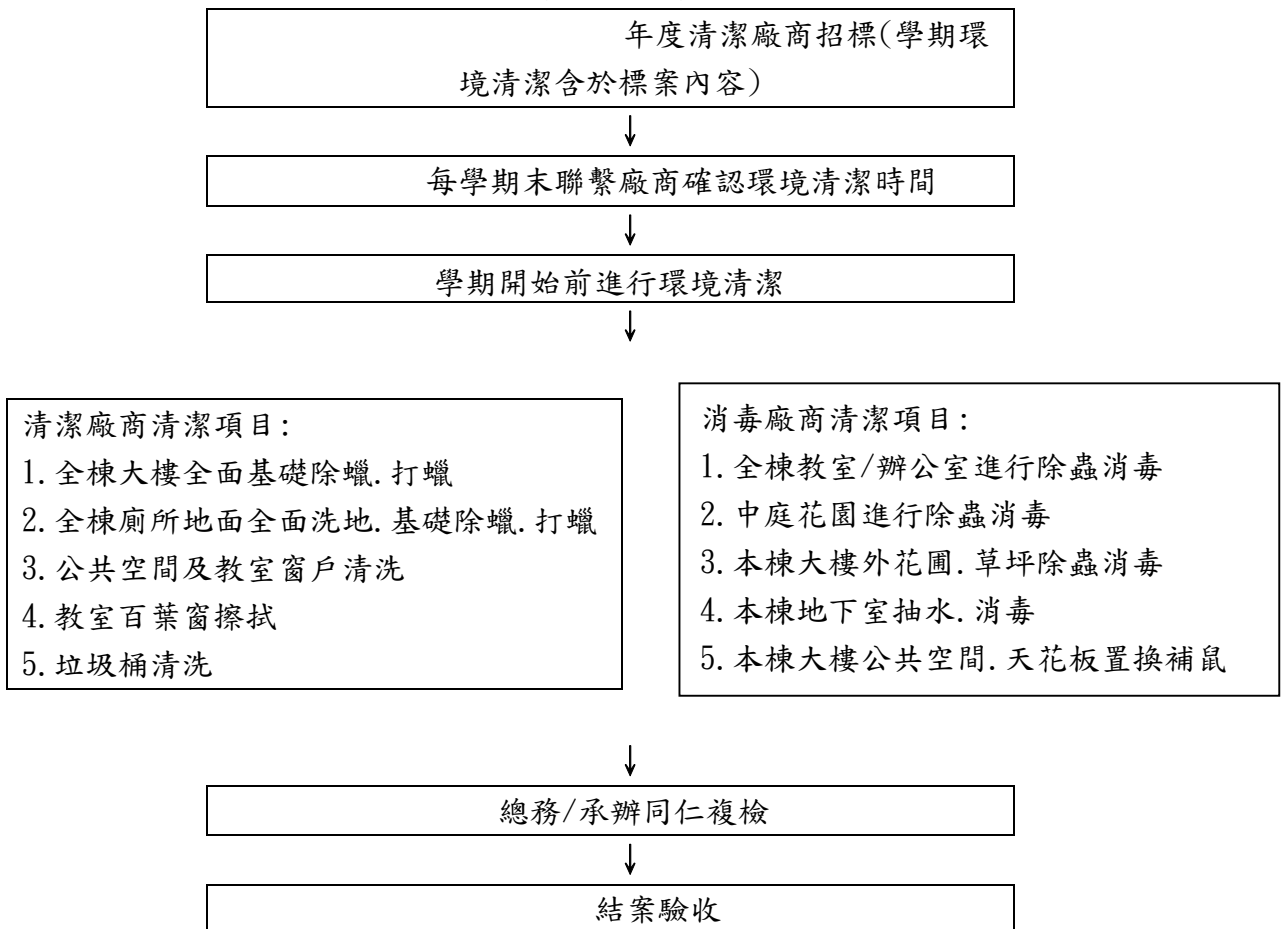 年度清潔廠商招標(學期環
境清潔含於標案內容)
↓
每學期末聯繫廠商確認環境清潔時間
↓
學期開始前進行環境清潔
↓
清潔廠商清潔項目:
1.全棟大樓全面基礎除蠟.打蠟
2.全棟廁所地面全面洗地.基礎除蠟.打蠟
3.公共空間及教室窗戶清洗
4.教室百葉窗擦拭
5.垃圾桶清洗
消毒廠商清潔項目:
1.全棟教室/辦公室進行除蟲消毒
2.中庭花園進行除蟲消毒
3.本棟大樓外花圃.草坪除蟲消毒
4.本棟地下室抽水.消毒
5.本棟大樓公共空間.天花板置換補鼠
↓
總務/承辦同仁複檢
↓
結案驗收